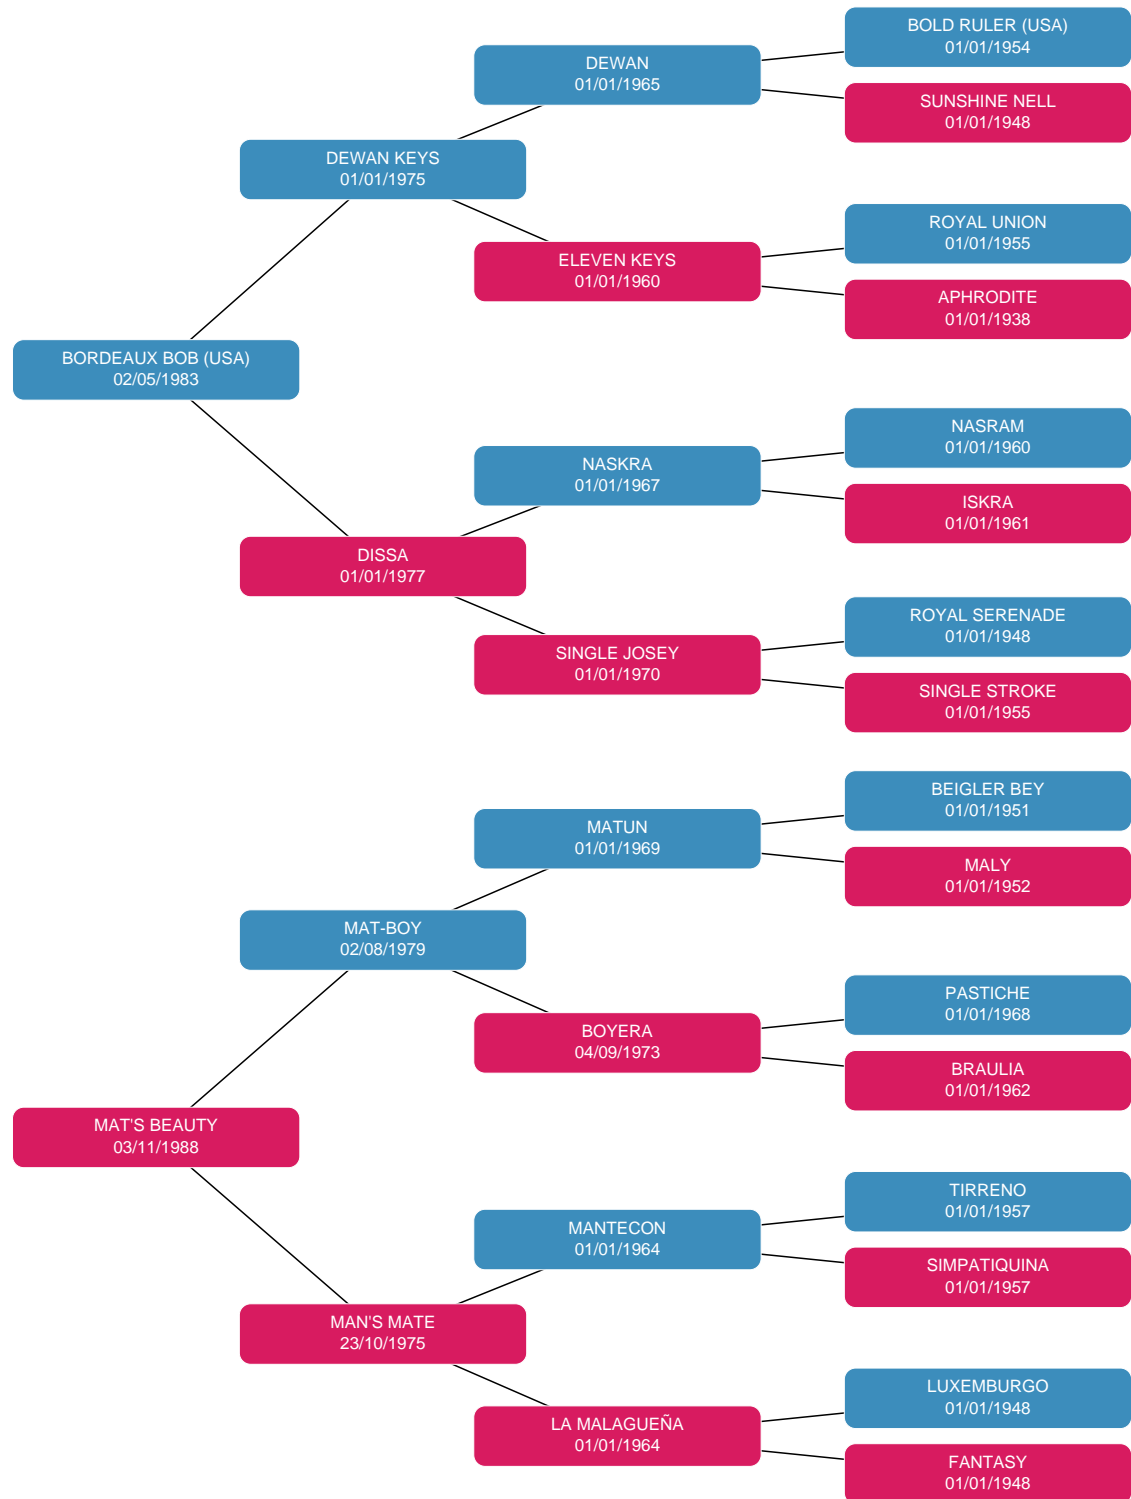 BOLD RULER (USA)
01/01/1954
DEWAN
01/01/1965
SUNSHINE NELL
01/01/1948
DEWAN KEYS
01/01/1975
ROYAL UNION
01/01/1955
ELEVEN KEYS
01/01/1960
APHRODITE
01/01/1938
BORDEAUX BOB (USA)
02/05/1983
NASRAM
01/01/1960
NASKRA
01/01/1967
ISKRA
01/01/1961
DISSA
01/01/1977
ROYAL SERENADE
01/01/1948
SINGLE JOSEY
01/01/1970
SINGLE STROKE
01/01/1955
BEIGLER BEY
01/01/1951
MATUN
01/01/1969
MALY
01/01/1952
MAT-BOY
02/08/1979
PASTICHE
01/01/1968
BOYERA
04/09/1973
BRAULIA
01/01/1962
MAT'S BEAUTY
03/11/1988
TIRRENO
01/01/1957
MANTECON
01/01/1964
SIMPATIQUINA
01/01/1957
MAN'S MATE
23/10/1975
LUXEMBURGO
01/01/1948
LA MALAGUEÑA
01/01/1964
FANTASY
01/01/1948